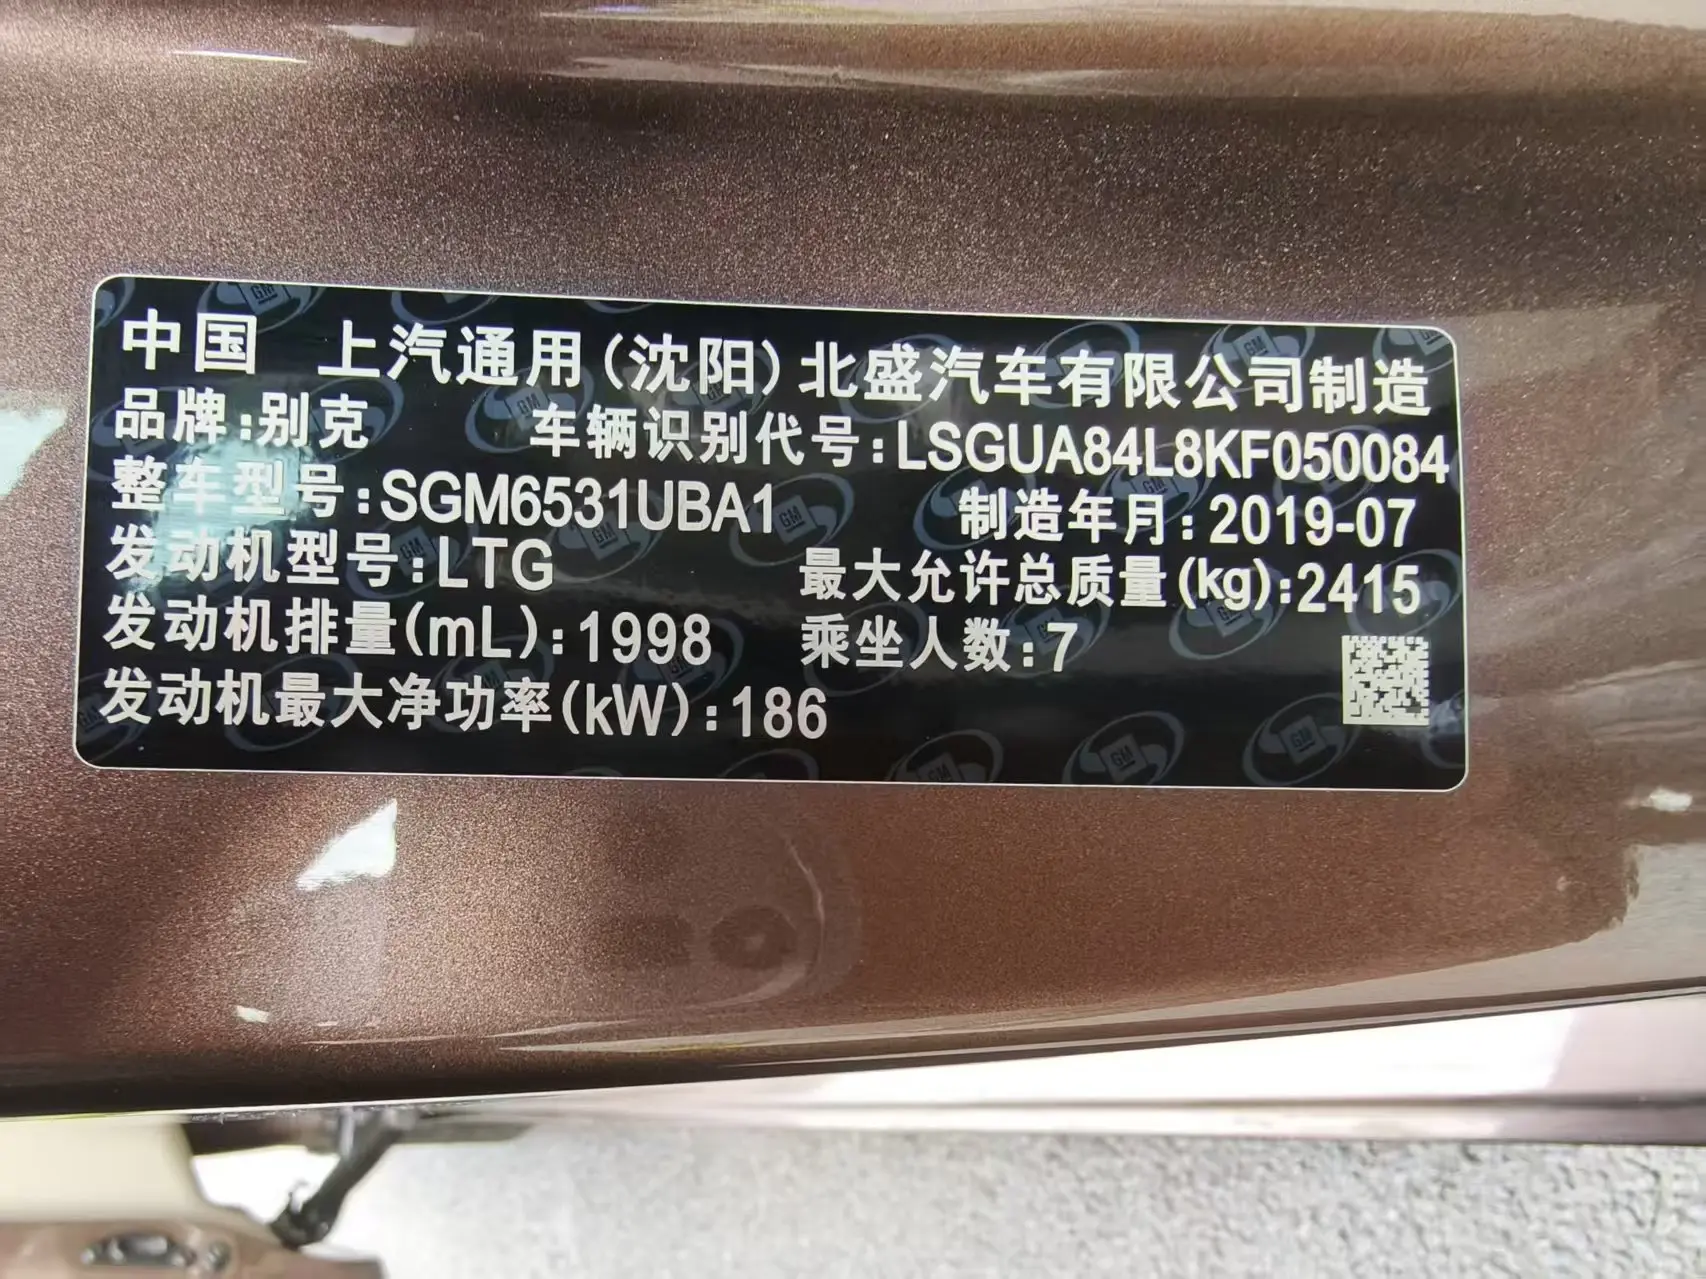 中国 上汽通用(沈阳)北盛汽车有限公司制造
品牌:别克 车辆识别代号:LSGUA84L8KF050084
整车型号:SGM6531UBA1 制造年月:2019-07
发动机型号:LTG 最大允许总质量(kg):2415
发动机排量(mL):1998 乘坐人数:7
发动机最大净功率(kW):186